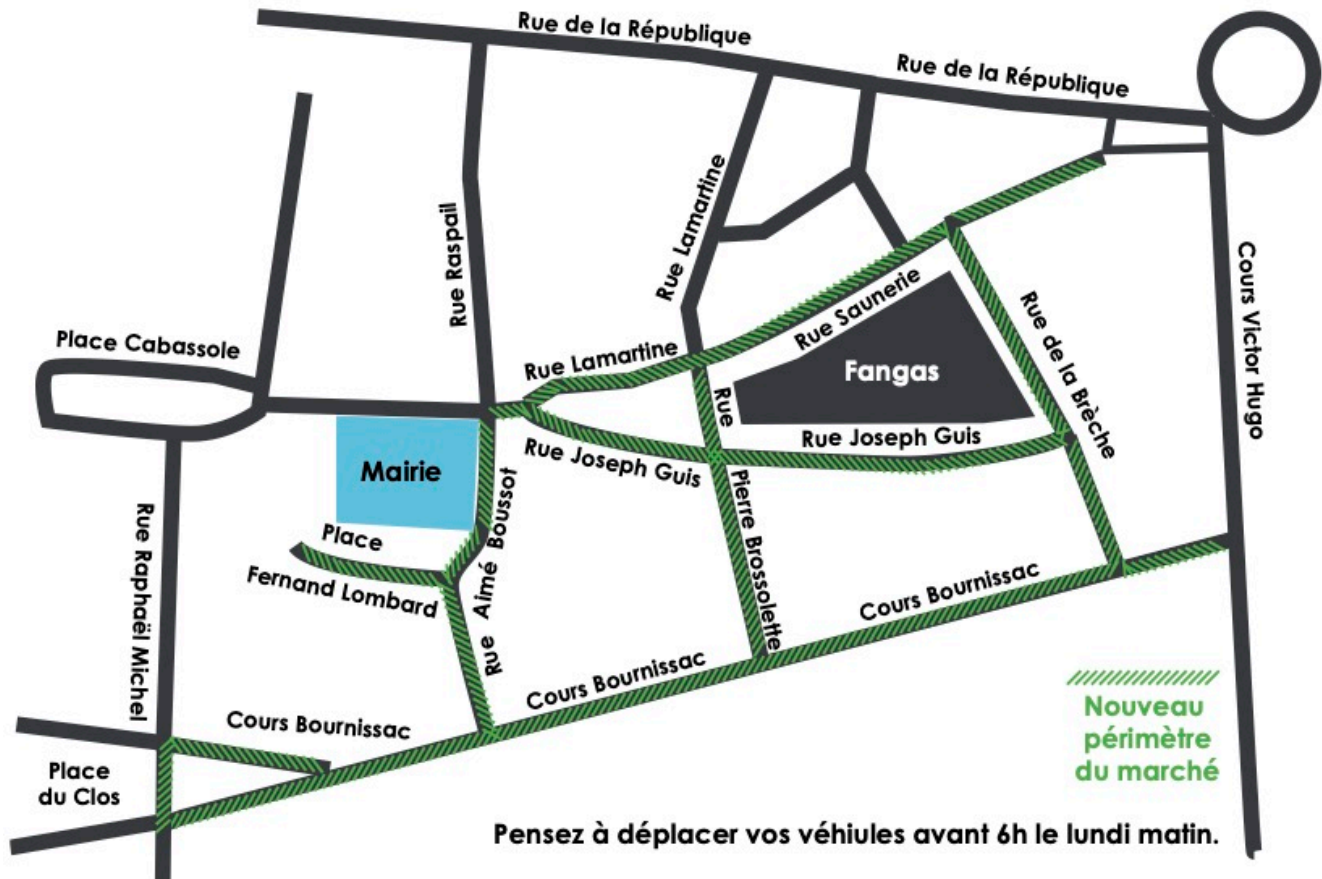 Rue de la République
Rue de la République
Rue Lamartine
Rue Raspail
Cours Victor Hugo
Place Cabassole
Rue Lamartine
Rue Saunerie
Rue de la Brèche
Fangas
Rue
Pierre Brossolette
Rue Joseph Guis
Rue Joseph Guis
Mairie
Rue Aimé Boussot
Place
Fernand Lombard
Rue Raphaël Michel
Cours Bournissac
Cours Bournissac
Cours Bournissac
Place
du Clos
Nouveau
périmètre
du marché
Pensez à déplacer vos véhiules avant 6h le lundi matin.